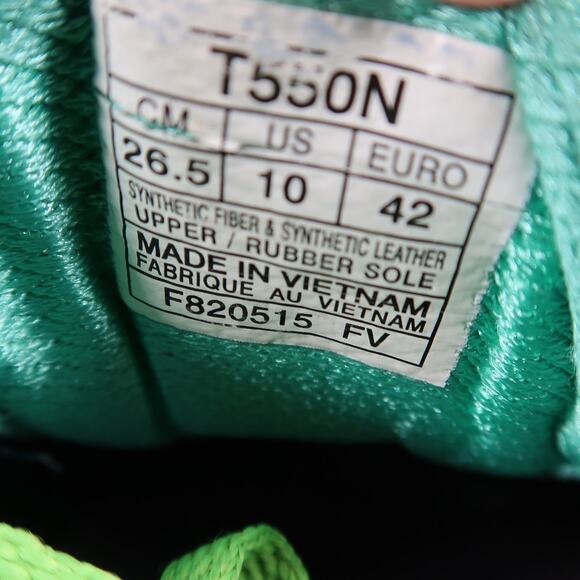 T550N
CM US EURO
26.5 10 42
SYNTHETIC FIBER & SYNTHETIC LEATHER
UPPER / RUBBER SOLE
MADE IN VIETNAM
FABRIQUE AU VIETNAM
F820515 FV